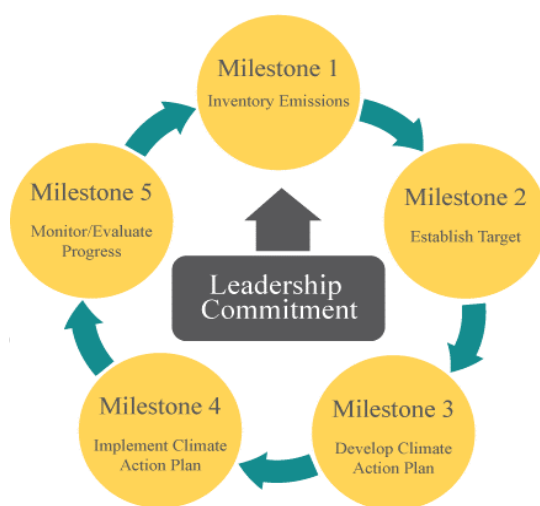 Milestone 1
Inventory Emissions
Milestone 2
Establish Target
Milestone 3
Develop Climate
Action Plan
Milestone 4
Implement Climate
Action Plan
Milestone 5
Monitor/Evaluate
Progress
Leadership
Commitment